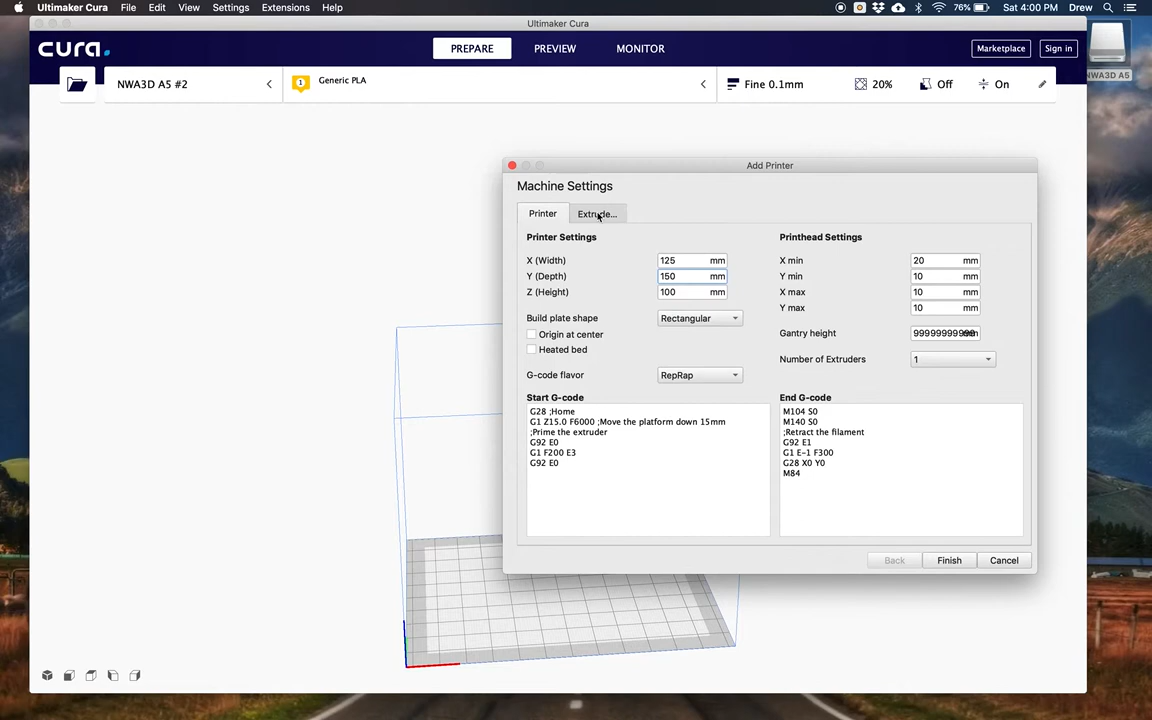 Ultimaker Cura File Edit View Settings Extensions Help 76% Sat 4:00 PM Drew
Ultimaker Cura
cura. PREPARE PREVIEW MONITOR Marketplace Sign in
NWA3D A5 #2 1 Generic PLA Fine 0.1mm 20% Off On
NWA3D A5
Add Printer
Machine Settings
Printer Extrude...
Printer Settings Printhead Settings
X (Width) 125 mm X min 20 mm
Y (Depth) 150 mm Y min 10 mm
Z (Height) 100 mm X max 10 mm
Y max 10 mm
Build plate shape Rectangular
Origin at center Gantry height mm
Heated bed
Number of Extruders 1
G-code flavor RepRap
Start G-code
G28 ;Home
G1 Z15.0 F6000 ;Move the platform down 15mm
;Prime the extruder
G92 E0
G1 F200 E3
G92 E0
End G-code
M104 S0
M140 S0
;Retract the filament
G92 E1
G1 E-1 F300
G28 X0 Y0
M84
Back Finish Cancel